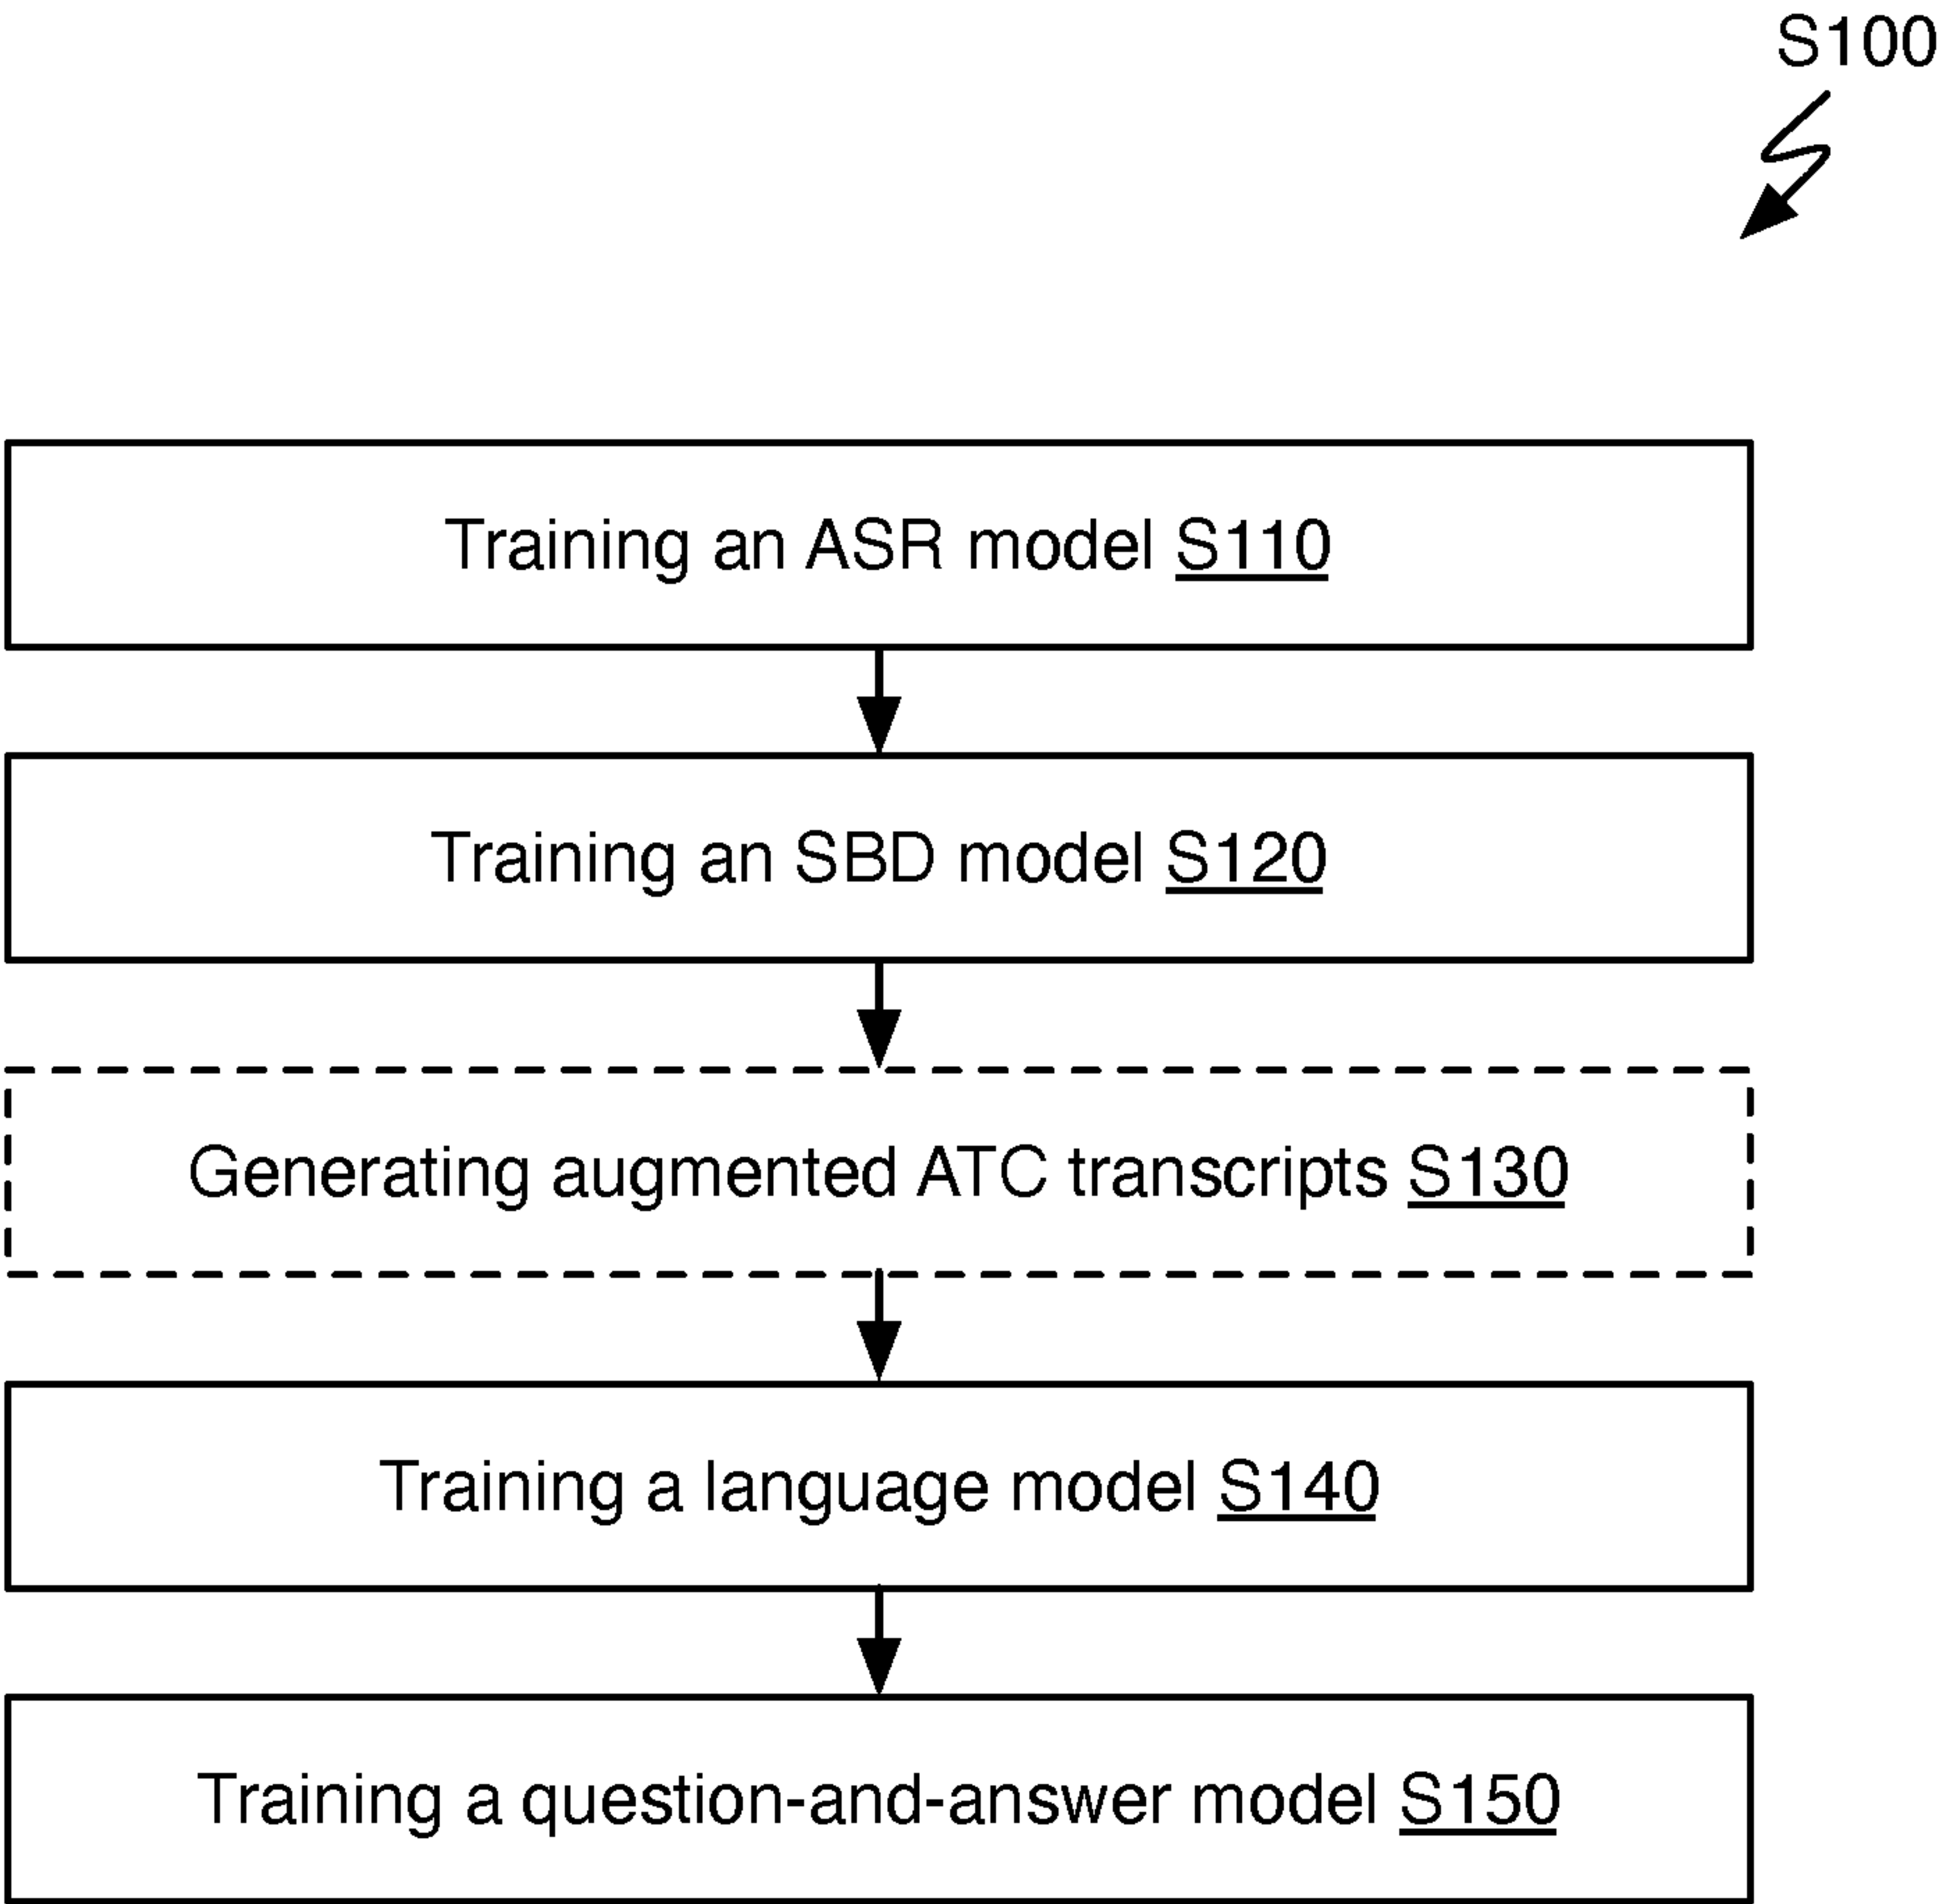 S100
Training an ASR model S110
Training an SBD model S120
Generating augmented ATC transcripts S130
Training a language model S140
Training a question-and-answer model S150